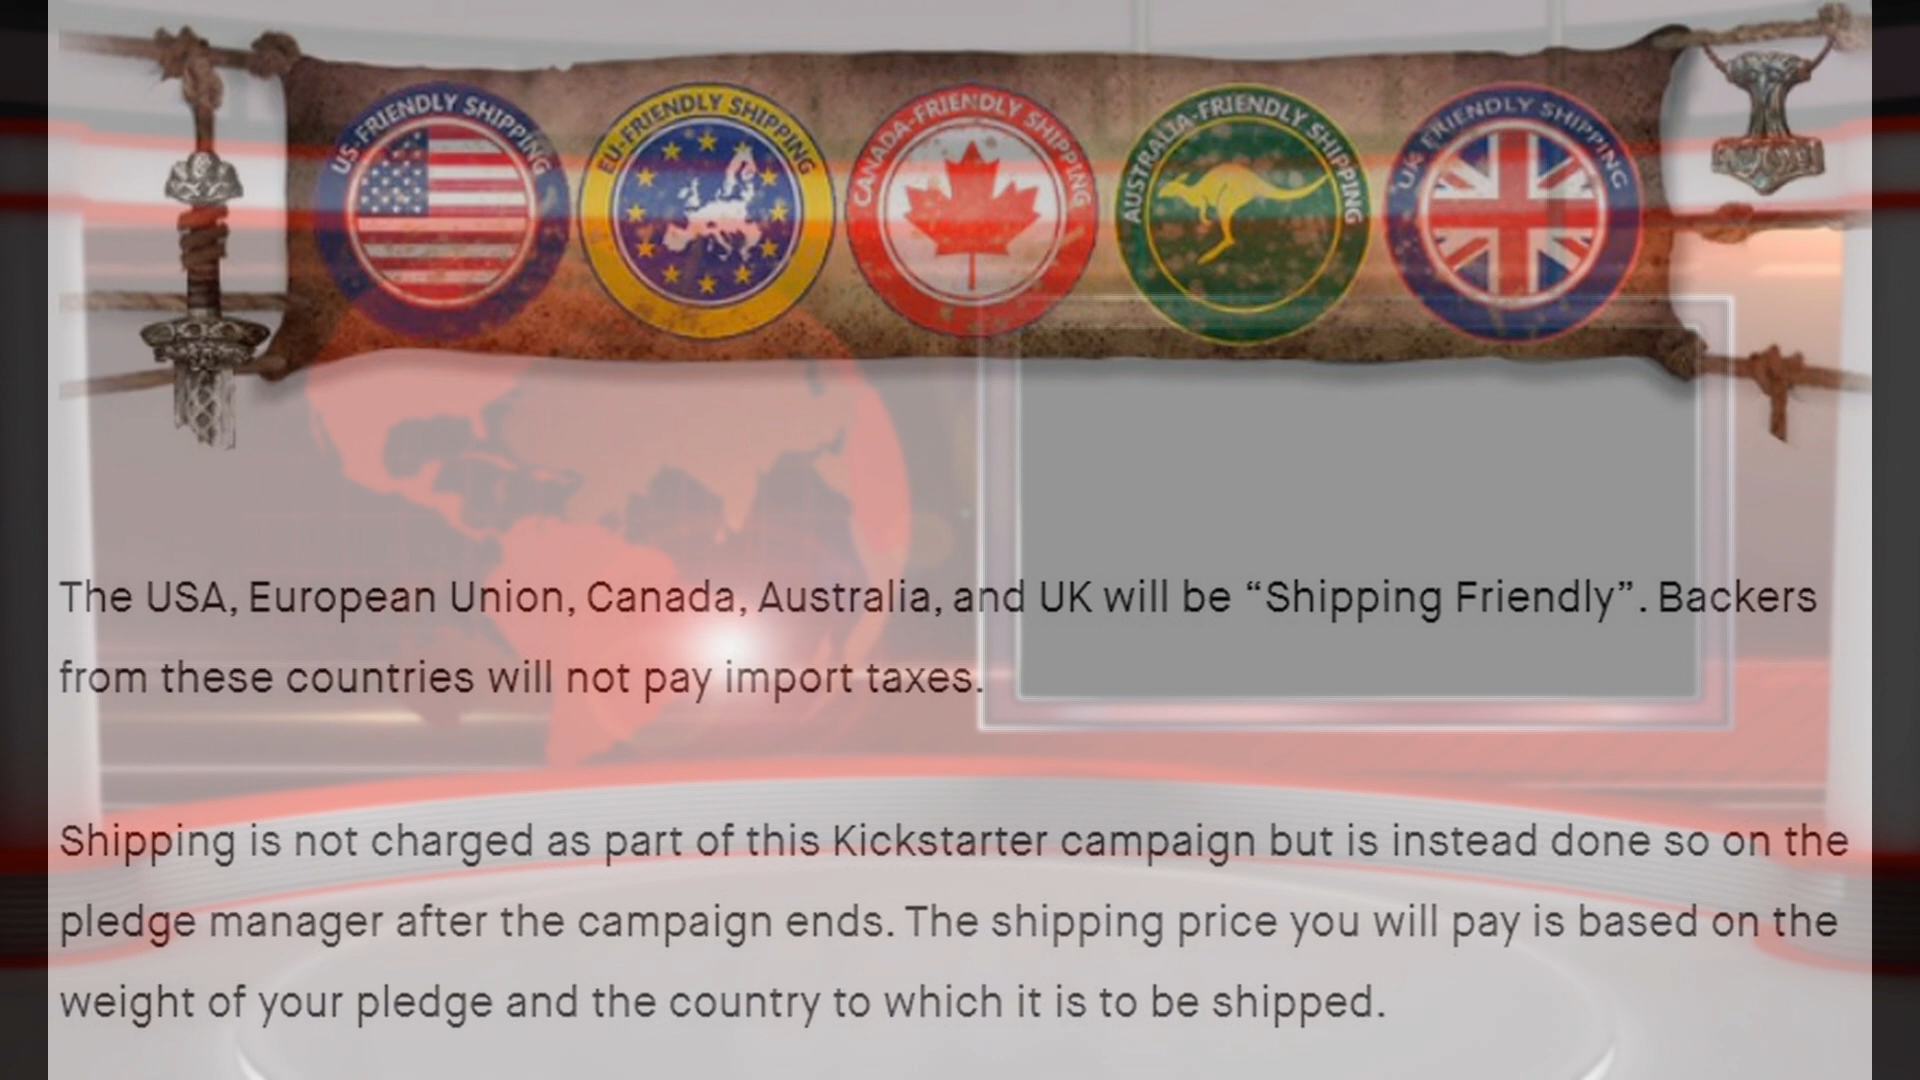 US-FRIENDLY SHIPPING
EU-FRIENDLY SHIPPING
CANADA-FRIENDLY SHIPPING
AUSTRALIA-FRIENDLY SHIPPING
UK FRIENDLY SHIPPING
The USA, European Union, Canada, Australia, and UK will be “Shipping Friendly”. Backers
from these countries will not pay import taxes.
Shipping is not charged as part of this Kickstarter campaign but is instead done so on the
pledge manager after the campaign ends. The shipping price you will pay is based on the
weight of your pledge and the country to which it is to be shipped.